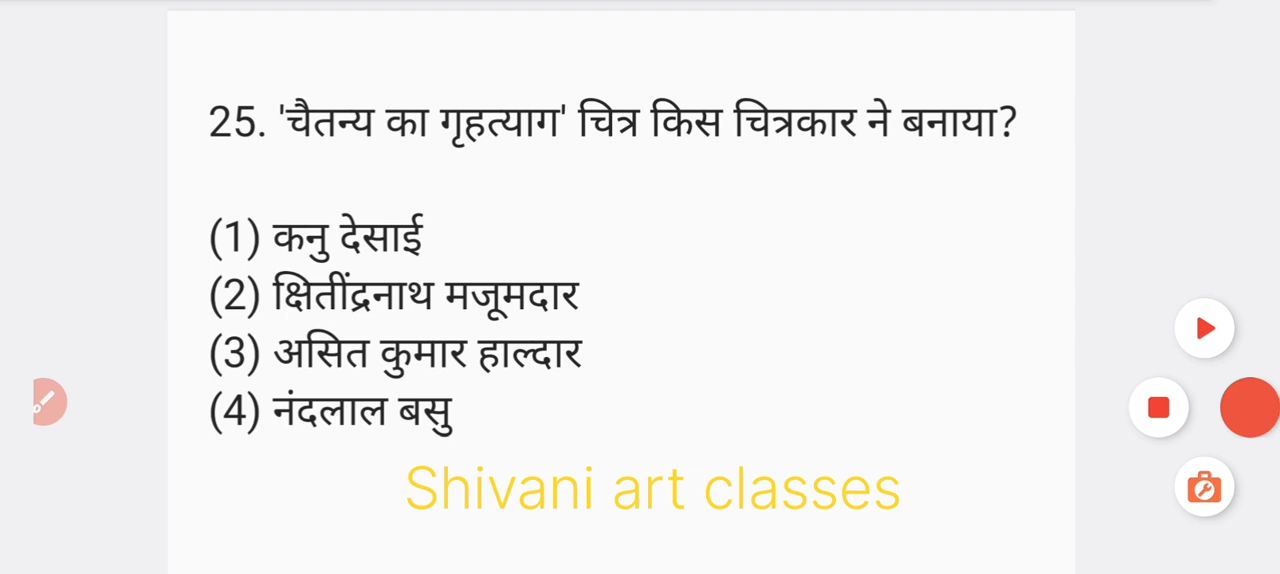 25. 'चैतन्य का गृहत्याग' चित्र किस चित्रकार ने बनाया?
(1) कनु देसाई
(2) क्षितींद्रनाथ मजूमदार
(3) असित कुमार हाल्दार
(4) नंदलाल बसु
Shivani art classes